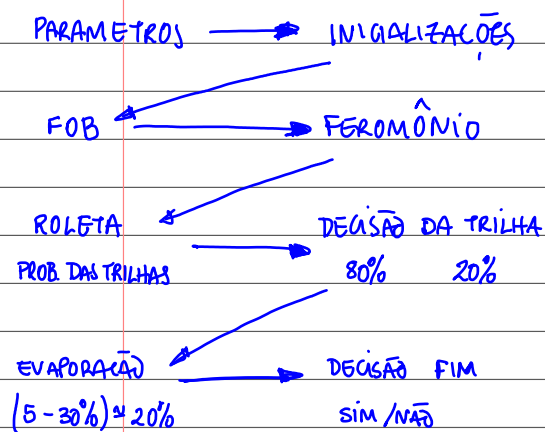 PARAMETROS → INICIALIZAÇÕES
FOB → FEROMÔNIO
ROLETA → DECISÃO DA TRILHA
PROB. DAS TRILHAS 80% 20%
EVAPORAÇÃO → DECISÃO FIM
(5-30%) ≈ 20% SIM/NÃO